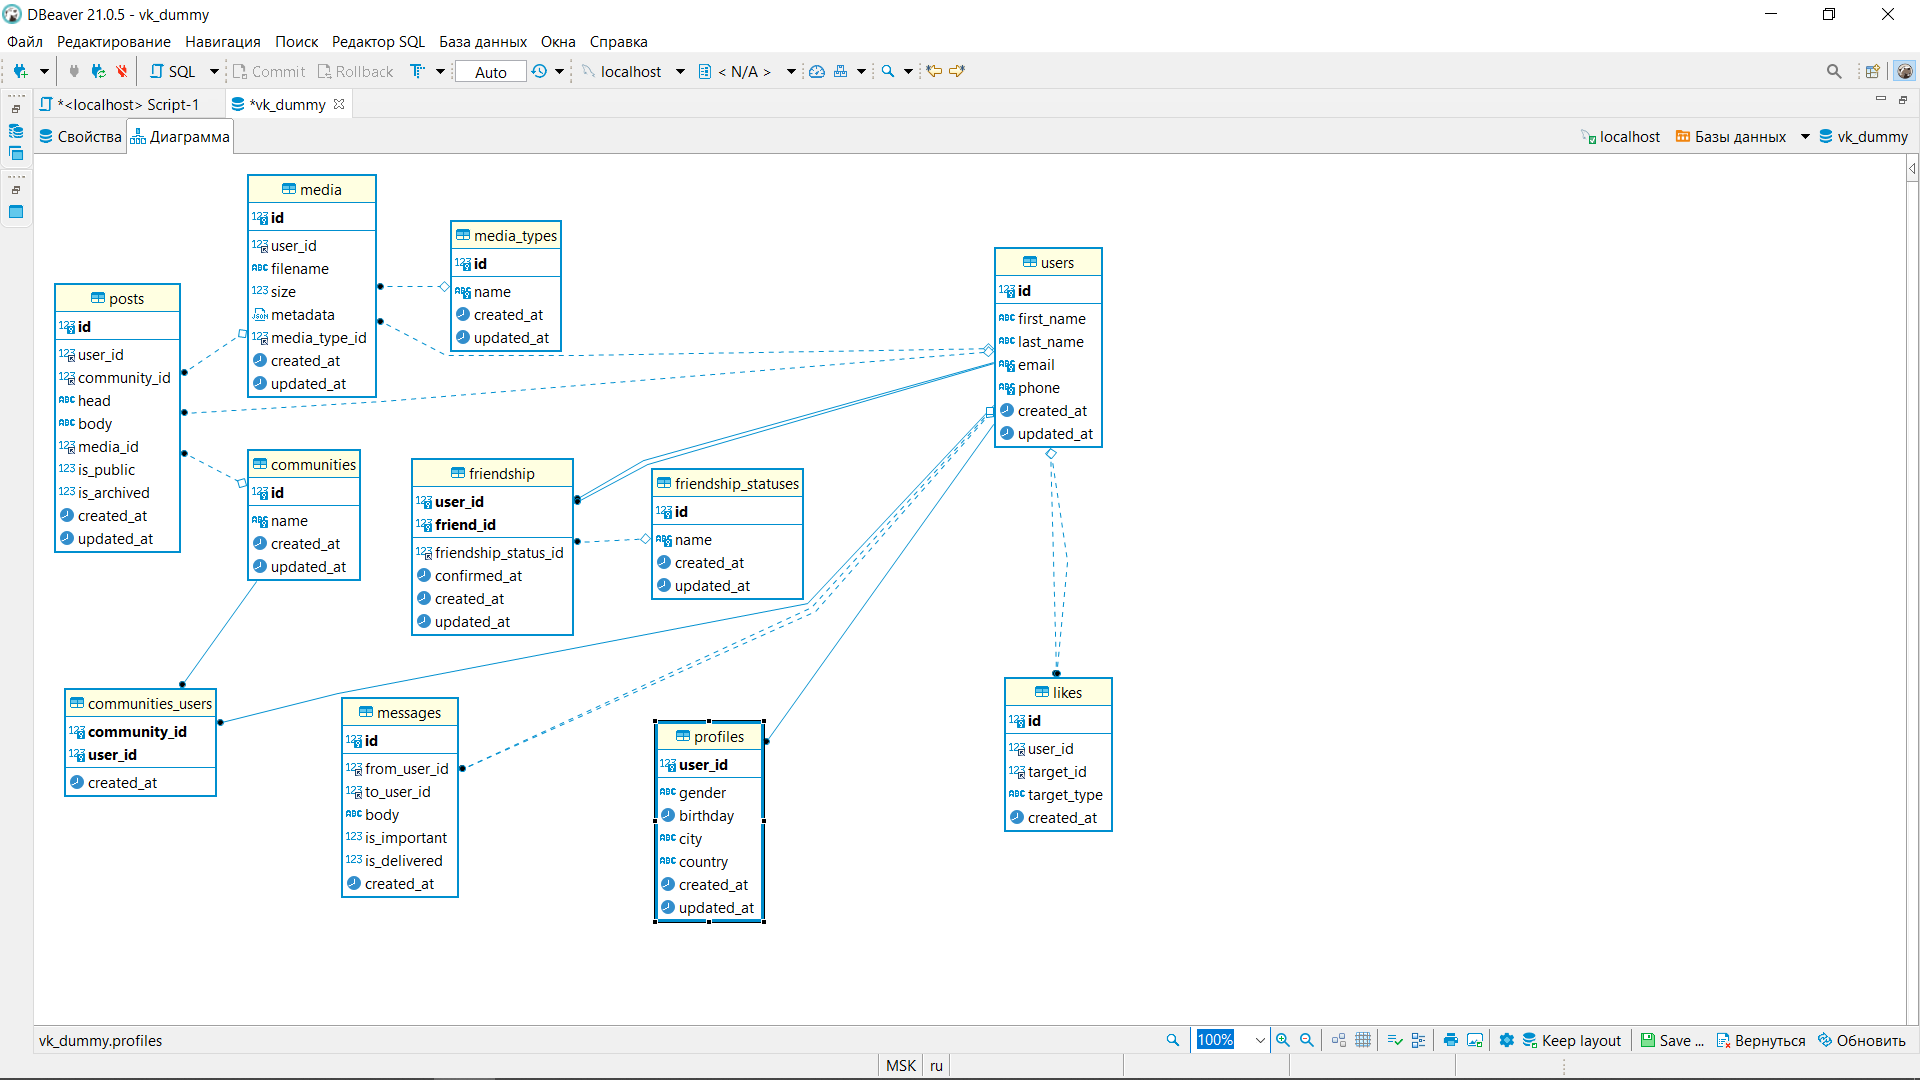 DBeaver 21.0.5 - vk_dummy
Файл Редактирование Навигация Поиск Редактор SQL База данных Окна Справка
SQL Commit Rollback Auto localhost < N/A >
*<localhost> Script-1 *vk_dummy
Свойства Диаграмма localhost Базы данных vk_dummy
media
id
user_id
filename
size
metadata
media_type_id
created_at
updated_at
media_types
id
name
created_at
updated_at
users
id
first_name
last_name
email
phone
created_at
updated_at
posts
id
user_id
community_id
head
body
media_id
is_public
is_archived
created_at
updated_at
communities
id
name
created_at
updated_at
friendship
user_id
friend_id
friendship_status_id
confirmed_at
created_at
updated_at
friendship_statuses
id
name
created_at
updated_at
communities_users
community_id
user_id
created_at
messages
id
from_user_id
to_user_id
body
is_important
is_delivered
created_at
profiles
user_id
gender
birthday
city
country
created_at
updated_at
likes
id
user_id
target_id
target_type
created_at
vk_dummy.profiles 100% Keep layout Save ... Вернуться Обновить
MSK ru